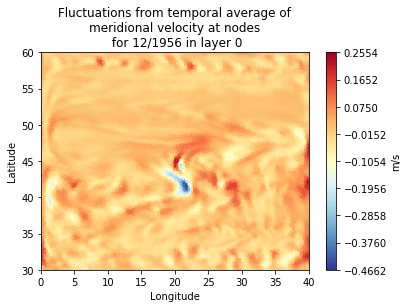 Fluctuations from temporal average of
meridional velocity at nodes
for 12/1956 in layer 0
60
55
50
45
40
35
30
Latitude
0 5 10 15 20 25 30 35 40
Longitude
0.2554
0.1652
0.0750
−0.0152
−0.1054
−0.1956
−0.2858
−0.3760
−0.4662
m/s